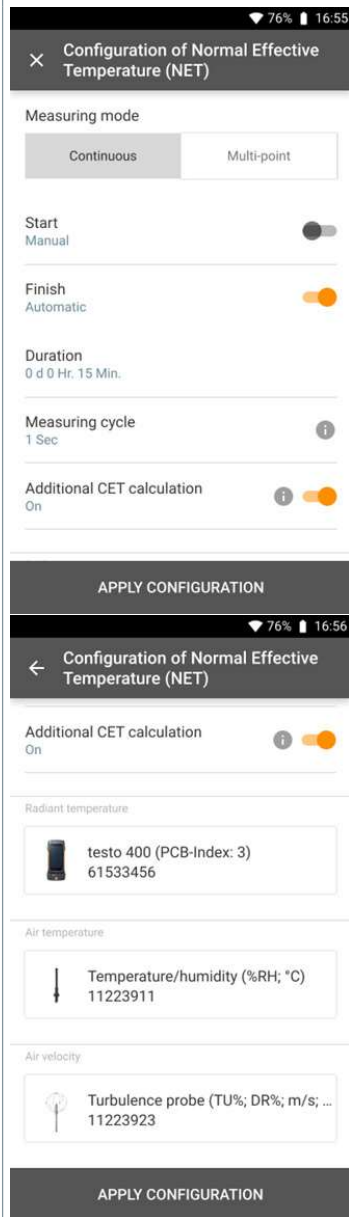 76% 16:55
Configuration of Normal Effective
Temperature (NET)
Measuring mode
Continuous
Multi-point
Start
Manual
Finish
Automatic
Duration
0 d 0 Hr. 15 Min.
Measuring cycle
1 Sec
Additional CET calculation
On
APPLY CONFIGURATION
76% 16:56
Configuration of Normal Effective
Temperature (NET)
Additional CET calculation
On
Radiant temperature
testo 400 (PCB-Index: 3)
61533456
Air temperature
Temperature/humidity (%RH; °C)
11223911
Air velocity
Turbulence probe (TU%; DR%; m/s; ...
11223923
APPLY CONFIGURATION